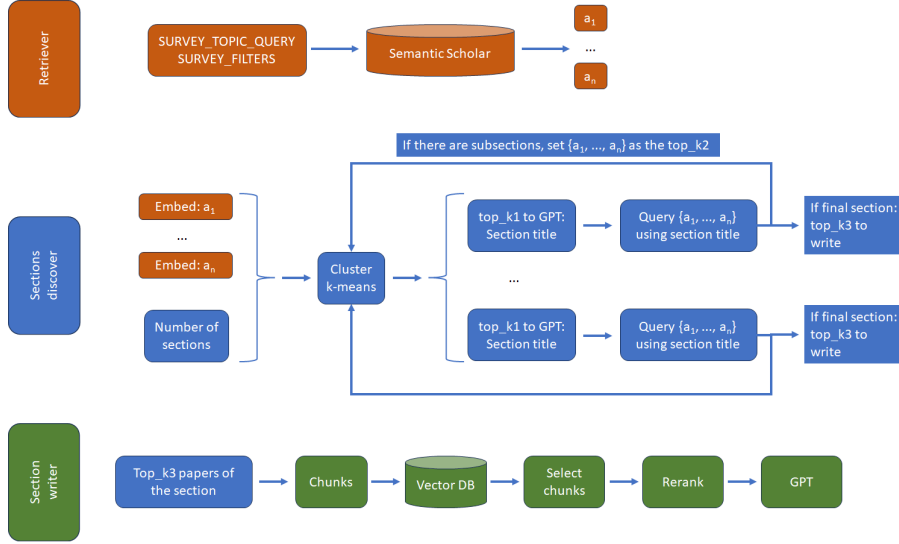 Retriever
SURVEY_TOPIC_QUERY
SURVEY_FILTERS
Semantic Scholar
a1
...
an
If there are subsections, set {a1, ..., an} as the top_k2
Sections
discover
Embed: a1
...
Embed: an
Number of
sections
Cluster
k-means
top_k1 to GPT:
Section title
Query {a1, ..., an}
using section title
If final section:
top_k3 to
write
...
top_k1 to GPT:
Section title
Query {a1, ..., an}
using section title
If final section:
top_k3 to
write
Section
writer
Top_k3 papers of
the section
Chunks
Vector DB
Select
chunks
Rerank
GPT